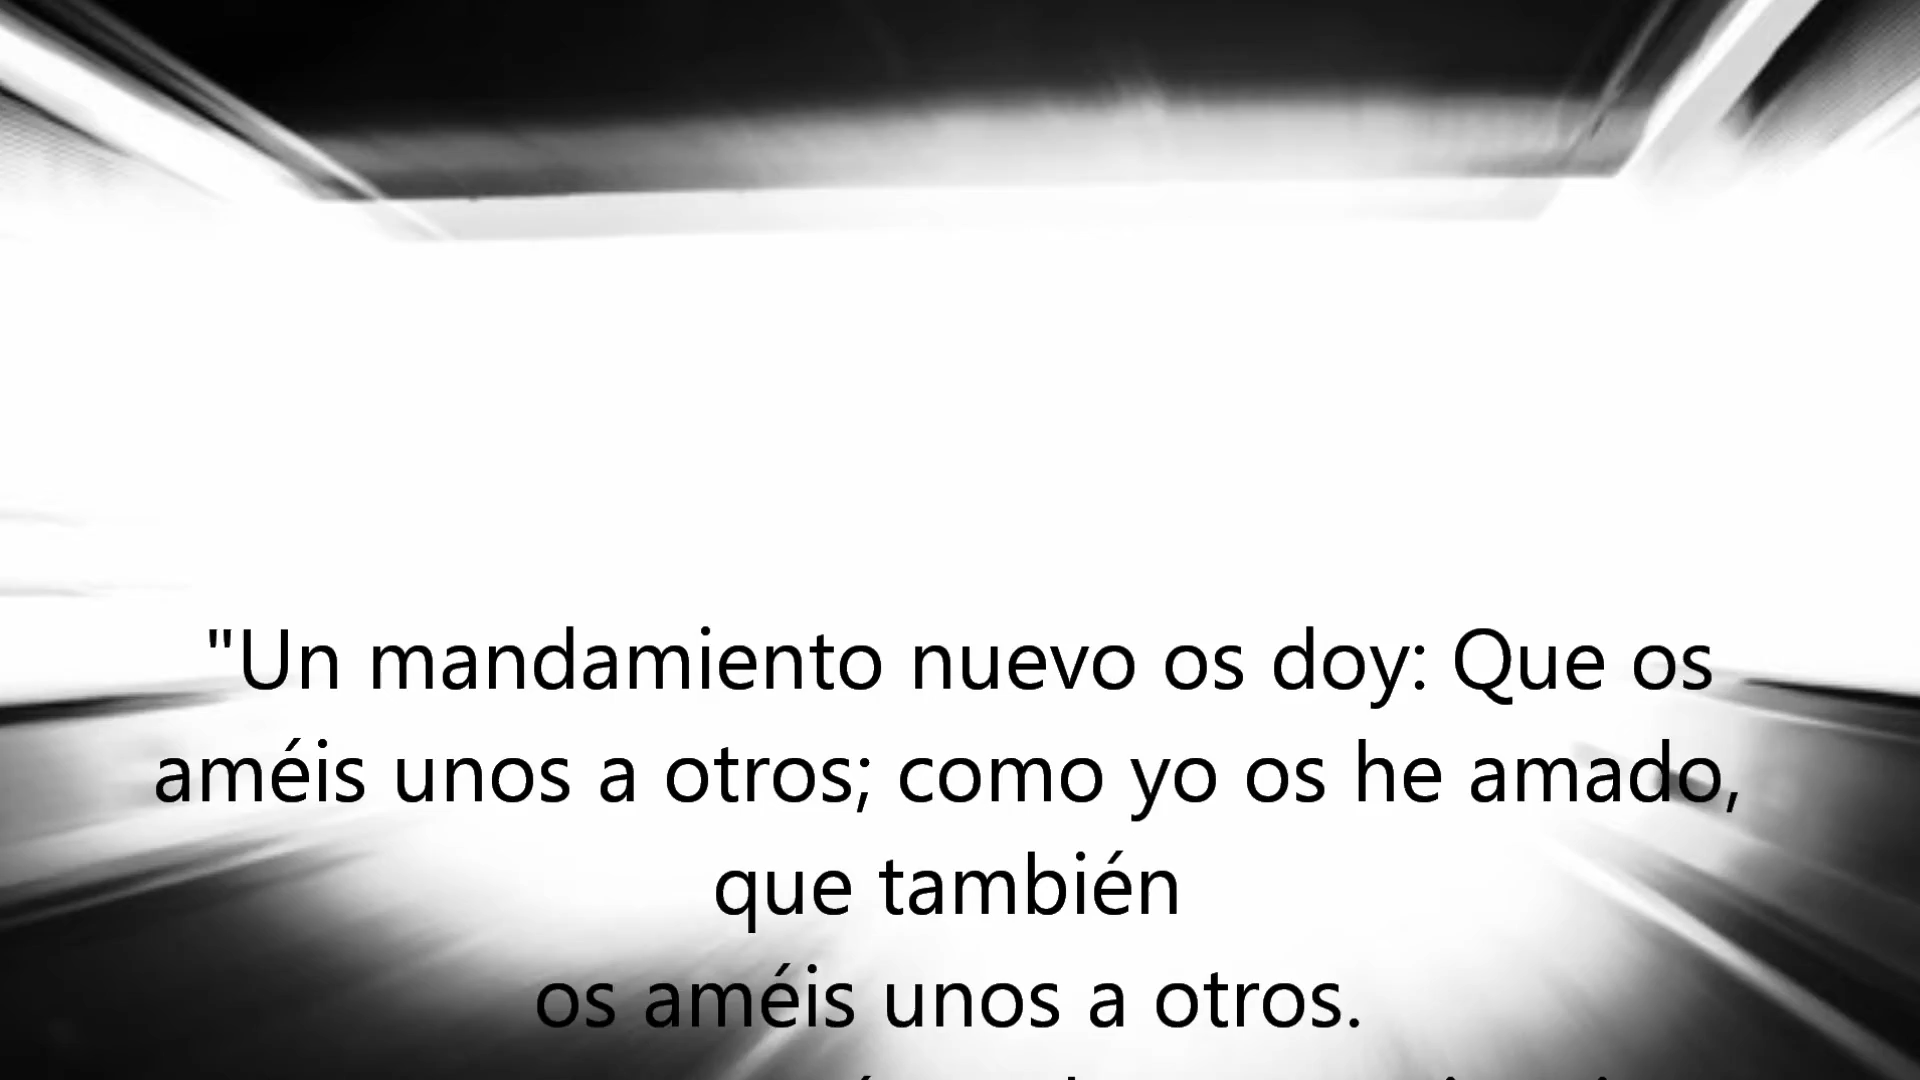 "Un mandamiento nuevo os doy: Que os
améis unos a otros; como yo os he amado,
que también
os améis unos a otros.